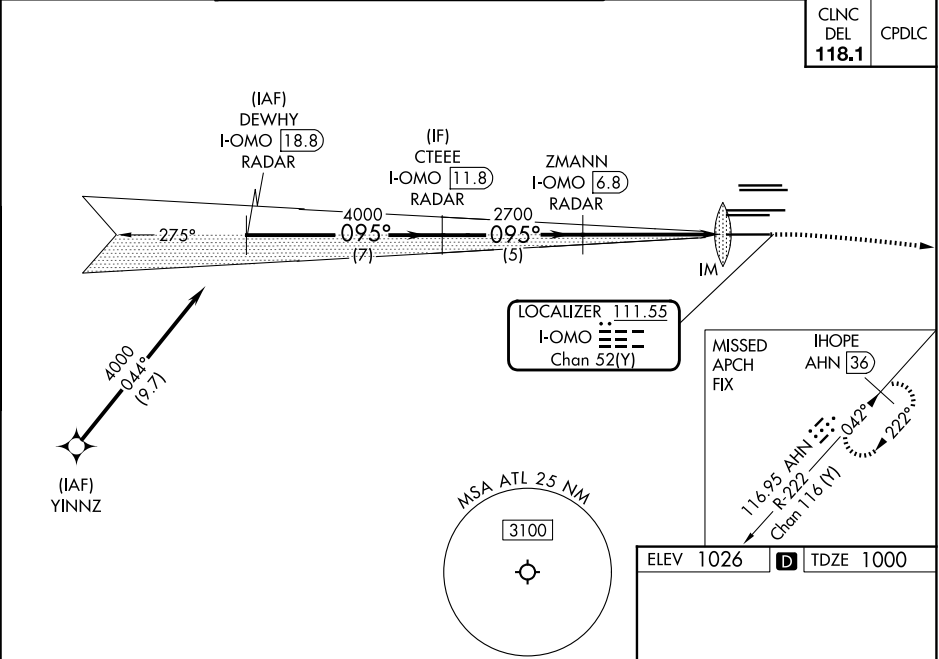 CLNC
DEL
118.1
CPDLC
(IAF)
DEWHY
I-OMO 18.8
RADAR
(IF)
CTEEE
I-OMO 11.8
RADAR
ZMANN
I-OMO 6.8
RADAR
4000
2700
275°
095°
095°
(7)
(5)
IM
LOCALIZER 111.55
I-OMO
Chan 52(Y)
4000
044°
(9.7)
(IAF)
YINNZ
MISSED
APCH
FIX
IHOPE
AHN 36
042°
222°
116.95 AHN
R-222
Chan 116 (Y)
MSA ATL 25 NM
3100
ELEV 1026 D TDZE 1000